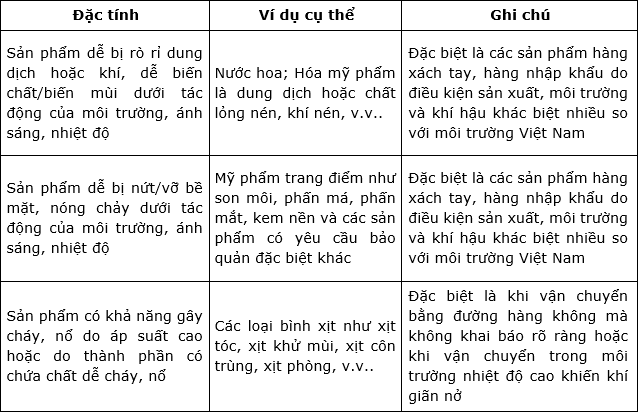 Đặc tính
Ví dụ cụ thể
Ghi chú
Sản phẩm dễ bị rò rỉ dung
dịch hoặc khí, dễ biến
chất/biến mùi dưới tác
động của môi trường, ánh
sáng, nhiệt độ
Nước hoa; Hóa mỹ phẩm
là dung dịch hoặc chất
lỏng nén, khí nén, v.v..
Đặc biệt là các sản phẩm hàng
xách tay, hàng nhập khẩu do
điều kiện sản xuất, môi trường
và khí hậu khác biệt nhiều so
với môi trường Việt Nam
Sản phẩm dễ bị nứt/vỡ bề
mặt, nóng chảy dưới tác
động của môi trường, ánh
sáng, nhiệt độ
Mỹ phẩm trang điểm như
son môi, phấn má, phấn
mắt, kem nền và các sản
phẩm có yêu cầu bảo
quản đặc biệt khác
Đặc biệt là các sản phẩm hàng
xách tay, hàng nhập khẩu do
điều kiện sản xuất, môi trường
và khí hậu khác biệt nhiều so
với môi trường Việt Nam
Sản phẩm có khả năng gây
cháy, nổ do áp suất cao
hoặc do thành phần có
chứa chất dễ cháy, nổ
Các loại bình xịt như xịt
tóc, xịt khử mùi, xịt côn
trùng, xịt phòng, v.v..
Đặc biệt là khi vận chuyển
bằng đường hàng không mà
không khai báo rõ ràng hoặc
khi vận chuyển trong môi
trường nhiệt độ cao khiến khí
giãn nở